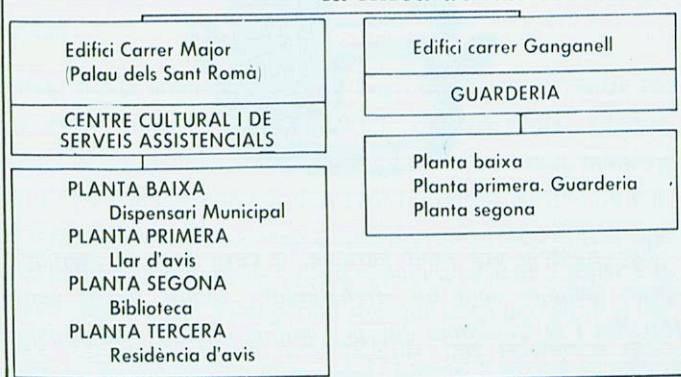 Edifici Carrer Major
(Palau dels Sant Romà)
CENTRE CULTURAL I DE
SERVEIS ASSISTENCIALS
PLANTA BAIXA
Dispensari Municipal
PLANTA PRIMERA
Llar d'avis
PLANTA SEGONA
Biblioteca
PLANTA TERCERA
Residència d'avis
Edifici carrer Ganganell
GUARDERIA
Planta baixa
Planta primera. Guarderia
Planta segona